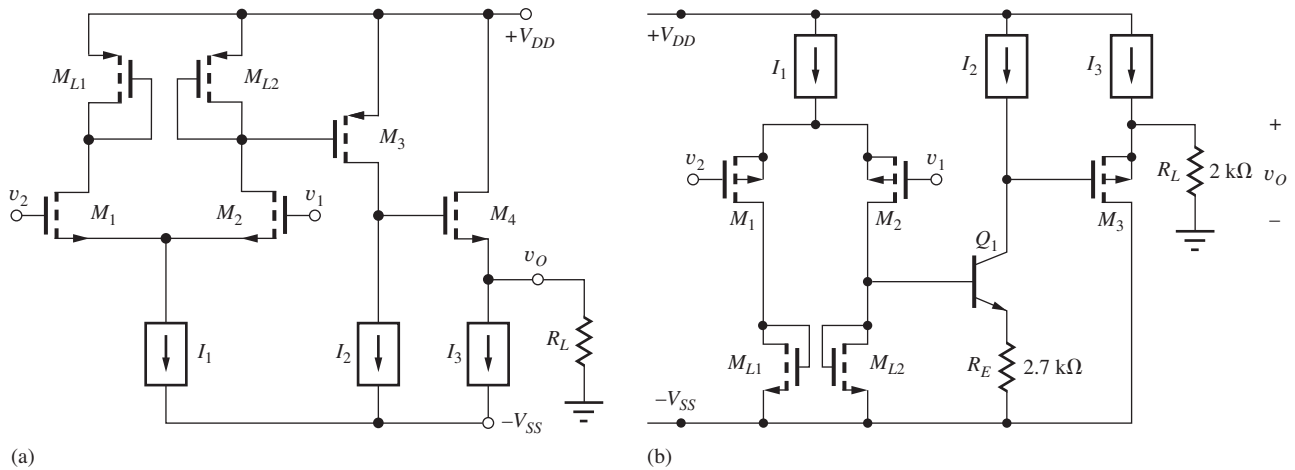 +V_DD
M_L1
M_L2
M_3
v_2
M_1
M_2
v_1
M_4
v_O
I_1
I_2
I_3
R_L
−V_SS
(a)
+V_DD
I_1
I_2
I_3
v_2
M_1
M_2
v_1
M_3
R_L
2 kΩ
+
v_O
−
Q_1
M_L1
M_L2
R_E
2.7 kΩ
−V_SS
(b)